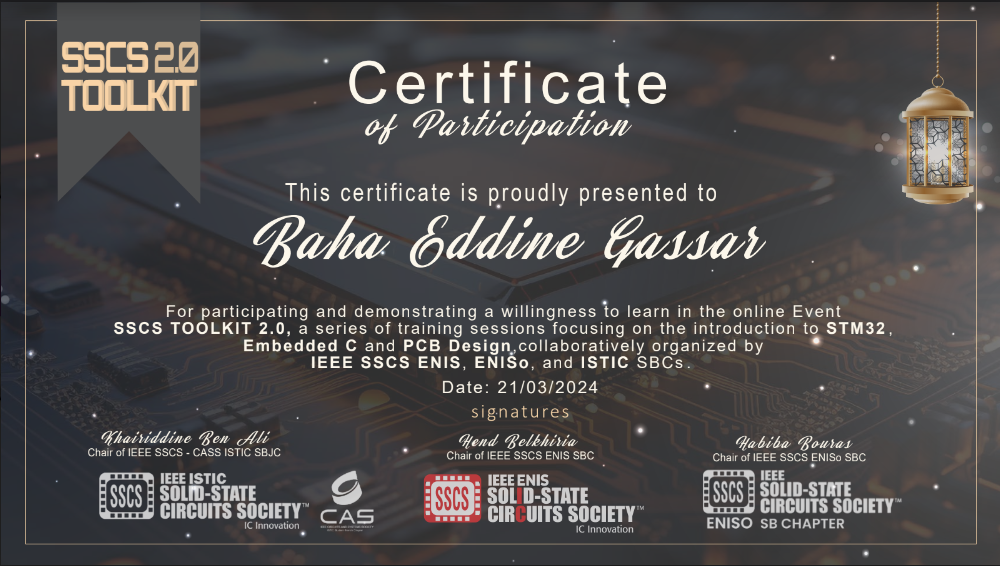 SSCS 2.0
TOOLKIT
Certificate
of Participation
This certificate is proudly presented to
Baha Eddine Gassar
For participating and demonstrating a willingness to learn in the online Event
SSCS TOOLKIT 2.0, a series of training sessions focusing on the introduction to STM32,
Embedded C and PCB Design,collaboratively organized by
IEEE SSCS ENIS, ENISo, and ISTIC SBCs.
Date: 21/03/2024
signatures
Khairiddine Ben Ali
Chair of IEEE SSCS - CASS ISTIC SBJC
Hend Belkhiria
Chair of IEEE SSCS ENIS SBC
Habiba Bouras
Chair of IEEE SSCS ENISo SBC
SSCS
IEEE ISTIC
SOLID-STATE
CIRCUITS SOCIETY™
IC Innovation
CAS
SSCS
IEEE ENIS
SOLID-STATE
CIRCUITS SOCIETY™
IC Innovation
SSCS
IEEE
SOLID-STATE
CIRCUITS SOCIETY™
ENISO SB CHAPTER